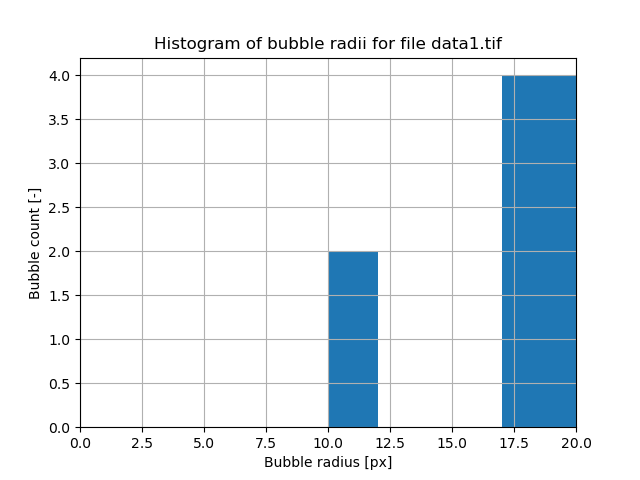 Histogram of bubble radii for file data1.tif
4.0
3.5
3.0
2.5
2.0
1.5
1.0
0.5
0.0
Bubble count [-]
0.0 2.5 5.0 7.5 10.0 12.5 15.0 17.5 20.0
Bubble radius [px]